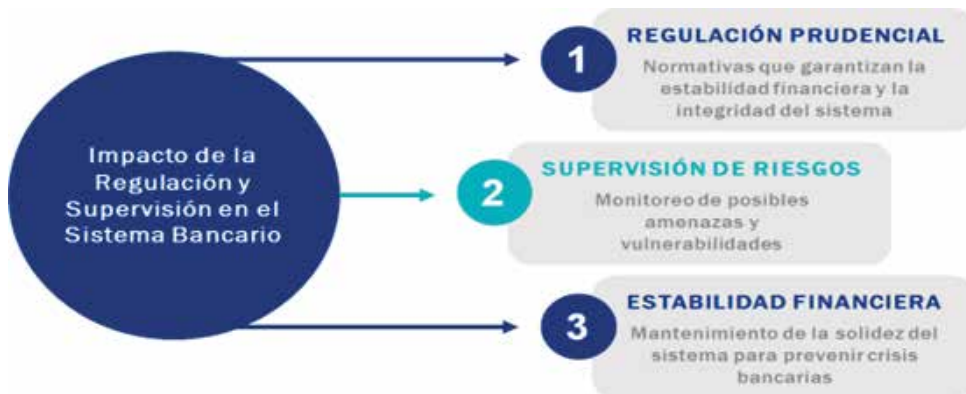 Impacto de la
Regulación y
Supervisión en el
Sistema Bancario
1
REGULACIÓN PRUDENCIAL
Normativas que garantizan la
estabilidad financiera y la
integridad del sistema
2
SUPERVISIÓN DE RIESGOS
Monitoreo de posibles
amenazas y
vulnerabilidades
3
ESTABILIDAD FINANCIERA
Mantenimiento de la solidez del
sistema para prevenir crisis
bancarias